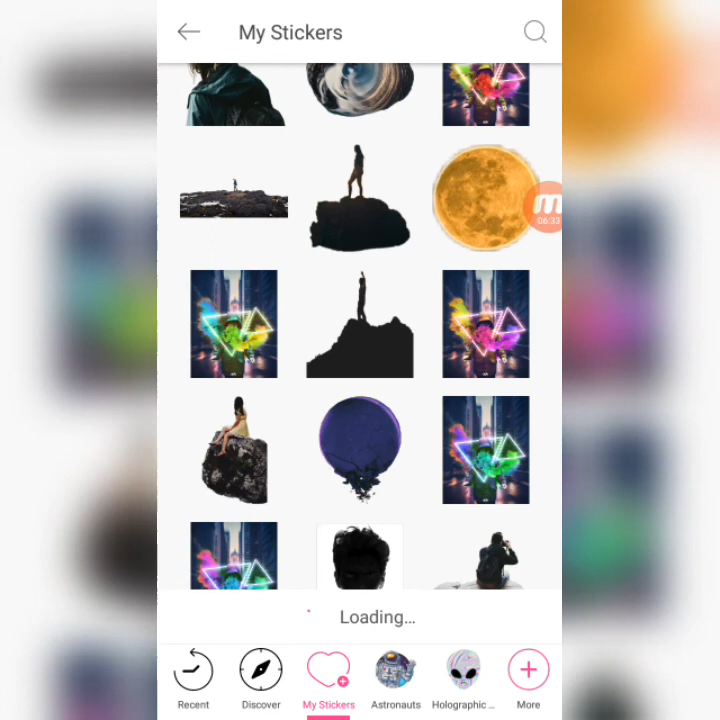 My Stickers
06:33
Loading...
Recent
Discover
My Stickers
Astronauts
Holographic ..
More